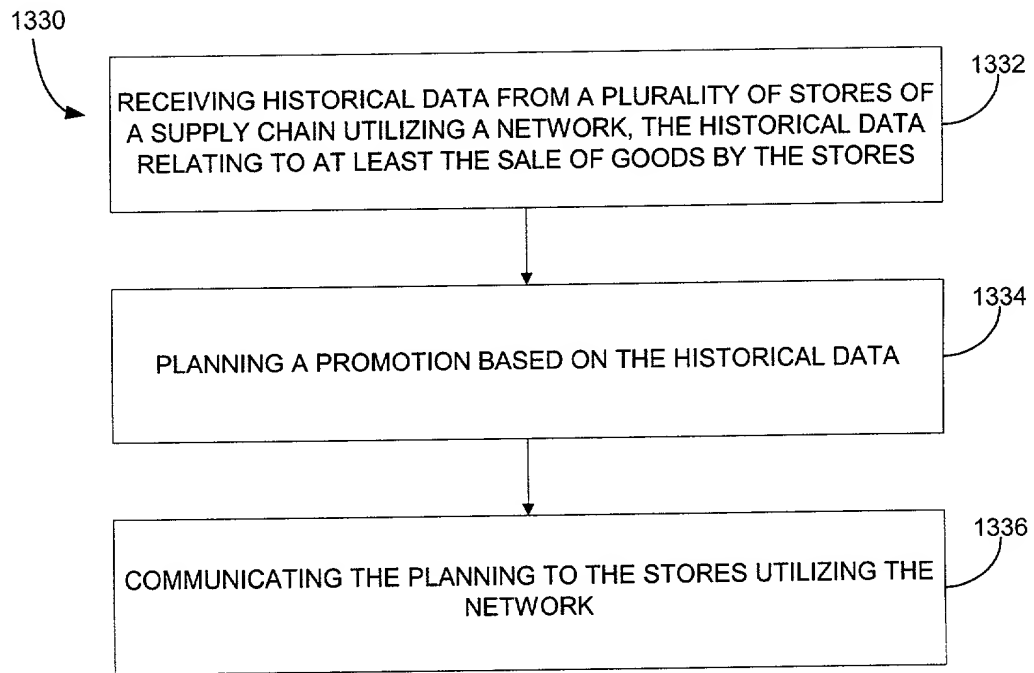 1330
1332
RECEIVING HISTORICAL DATA FROM A PLURALITY OF STORES OF
A SUPPLY CHAIN UTILIZING A NETWORK, THE HISTORICAL DATA
RELATING TO AT LEAST THE SALE OF GOODS BY THE STORES
1334
PLANNING A PROMOTION BASED ON THE HISTORICAL DATA
1336
COMMUNICATING THE PLANNING TO THE STORES UTILIZING THE
NETWORK